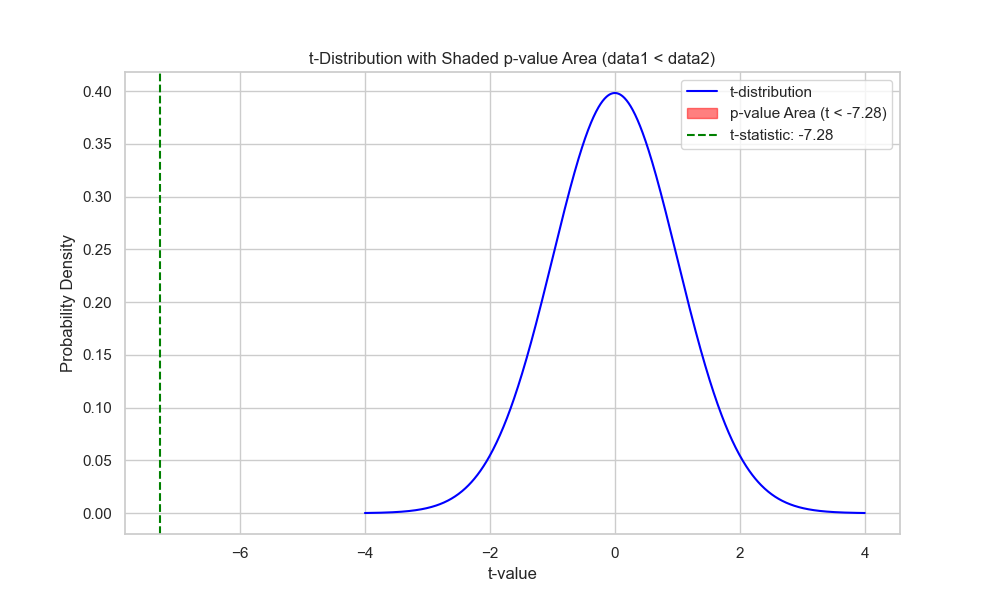 t-Distribution with Shaded p-value Area (data1 < data2)
t-distribution
p-value Area (t < -7.28)
t-statistic: -7.28
Probability Density
0.40
0.35
0.30
0.25
0.20
0.15
0.10
0.05
0.00
−6
−4
−2
0
2
4
t-value